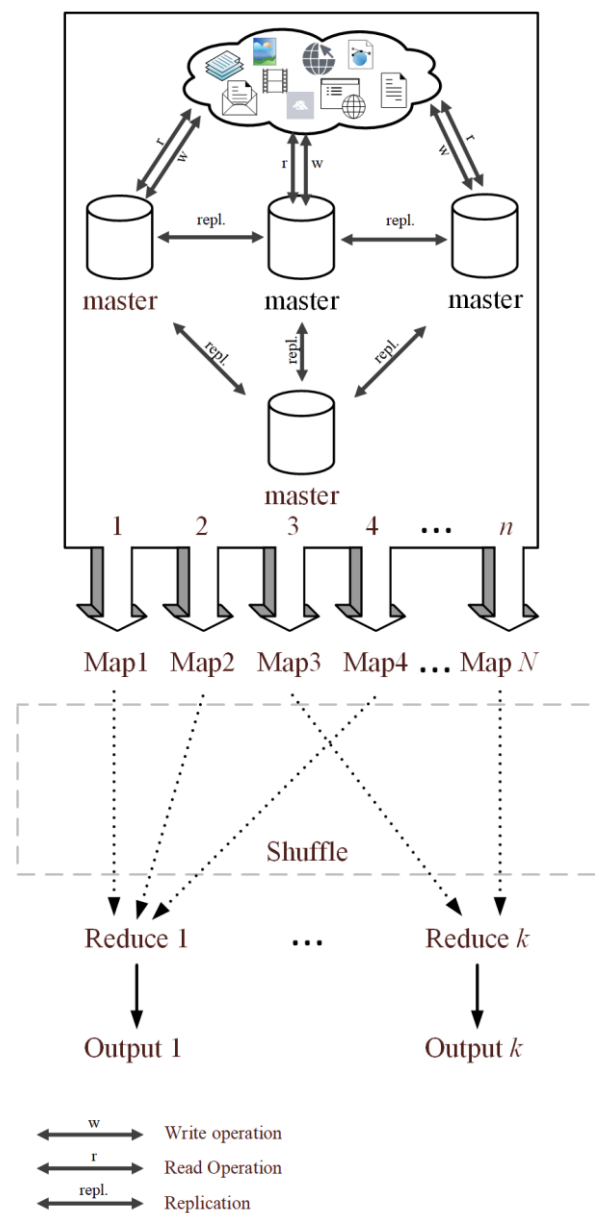 r
w
r
w
r
w
repl.
repl.
master
master
master
repl.
repl.
repl.
master
1 2 3 4 ... n
Map1 Map2 Map3 Map4 ... Map N
Shuffle
Reduce 1 ... Reduce k
Output 1 Output k
w Write operation
r Read Operation
repl. Replication